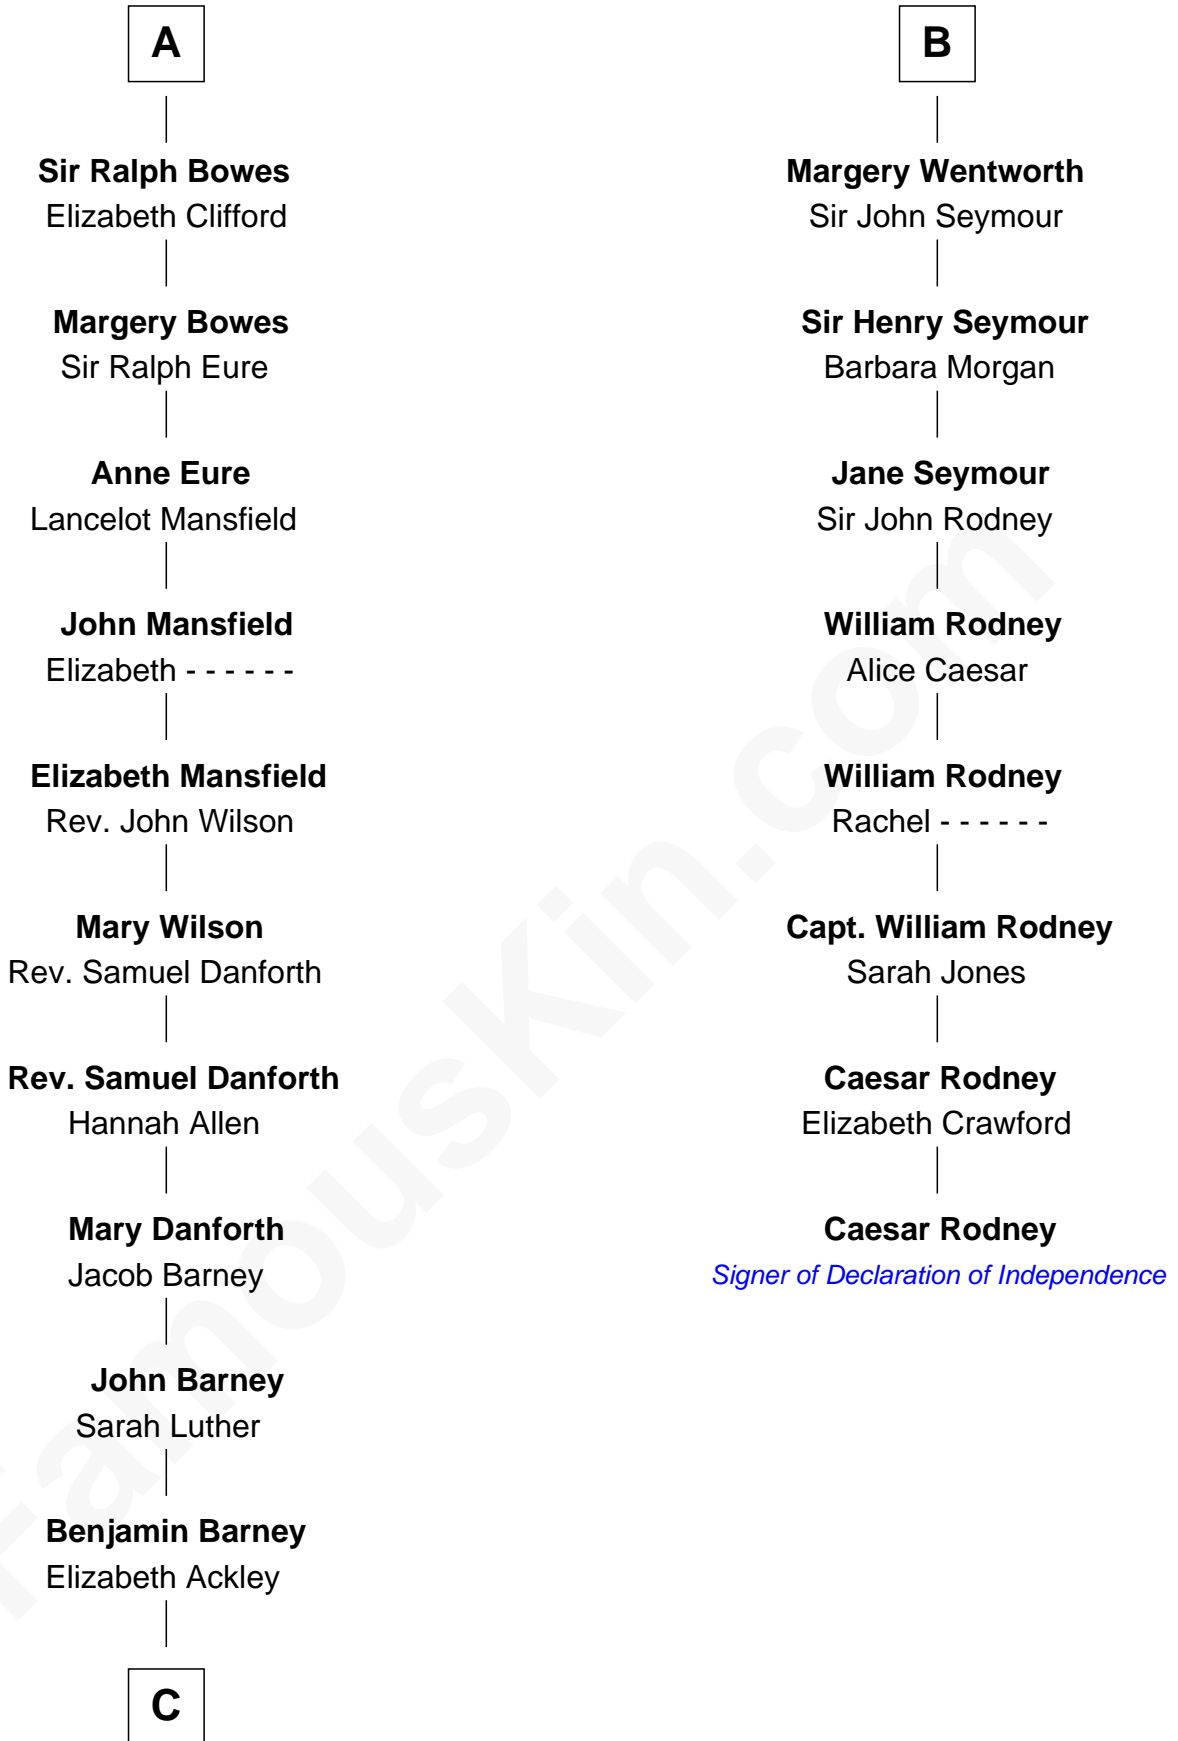 A
Sir Ralph Bowes
Elizabeth Clifford
Margery Bowes
Sir Ralph Eure
Anne Eure
Lancelot Mansfield
John Mansfield
Elizabeth - - - - - -
Elizabeth Mansfield
Rev. John Wilson
Mary Wilson
Rev. Samuel Danforth
Rev. Samuel Danforth
Hannah Allen
Mary Danforth
Jacob Barney
John Barney
Sarah Luther
Benjamin Barney
Elizabeth Ackley
C
B
Margery Wentworth
Sir John Seymour
Sir Henry Seymour
Barbara Morgan
Jane Seymour
Sir John Rodney
William Rodney
Alice Caesar
William Rodney
Rachel - - - - - -
Capt. William Rodney
Sarah Jones
Caesar Rodney
Elizabeth Crawford
Caesar Rodney
Signer of Declaration of Independence
FamousKin.com